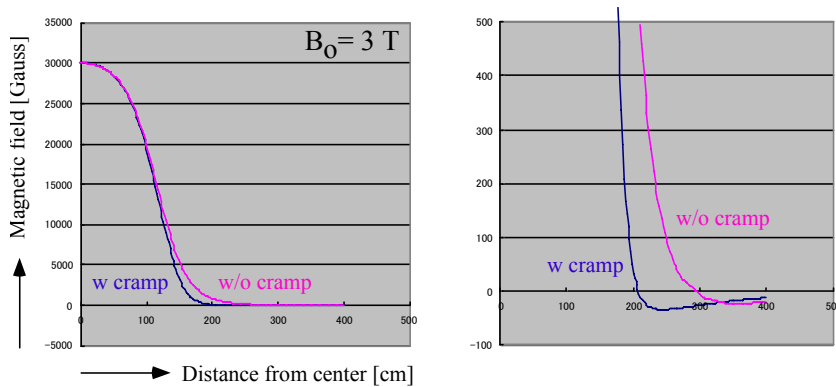 Magnetic field [Gauss]
35000
30000
25000
20000
15000
10000
5000
0
-5000
0 100 200 300 400 500
B0= 3 T
w cramp
w/o cramp
Distance from center [cm]
500
400
300
200
100
0
-100
0 100 200 300 400 50
w/o cramp
w cramp